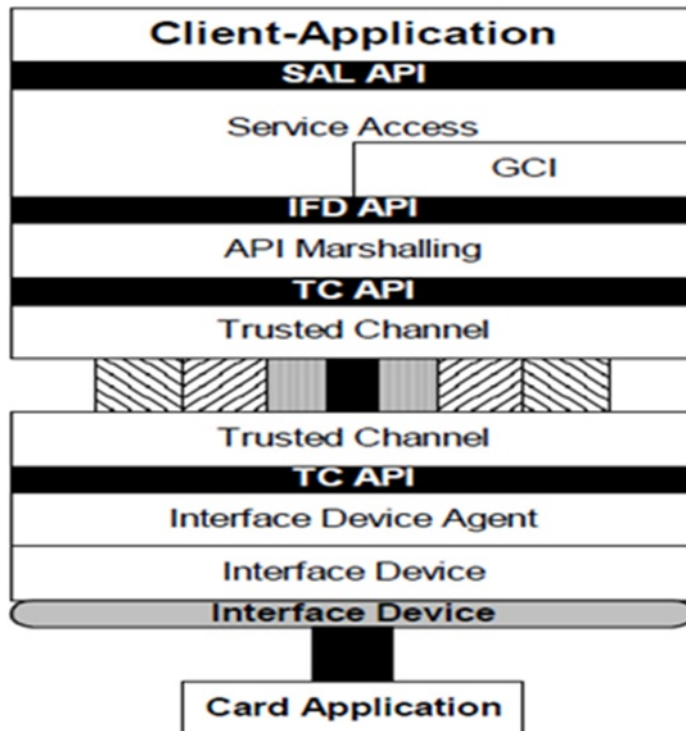 Client-Application
SAL API
Service Access
GCI
IFD API
API Marshalling
TC API
Trusted Channel
Trusted Channel
TC API
Interface Device Agent
Interface Device
Interface Device
Card Application